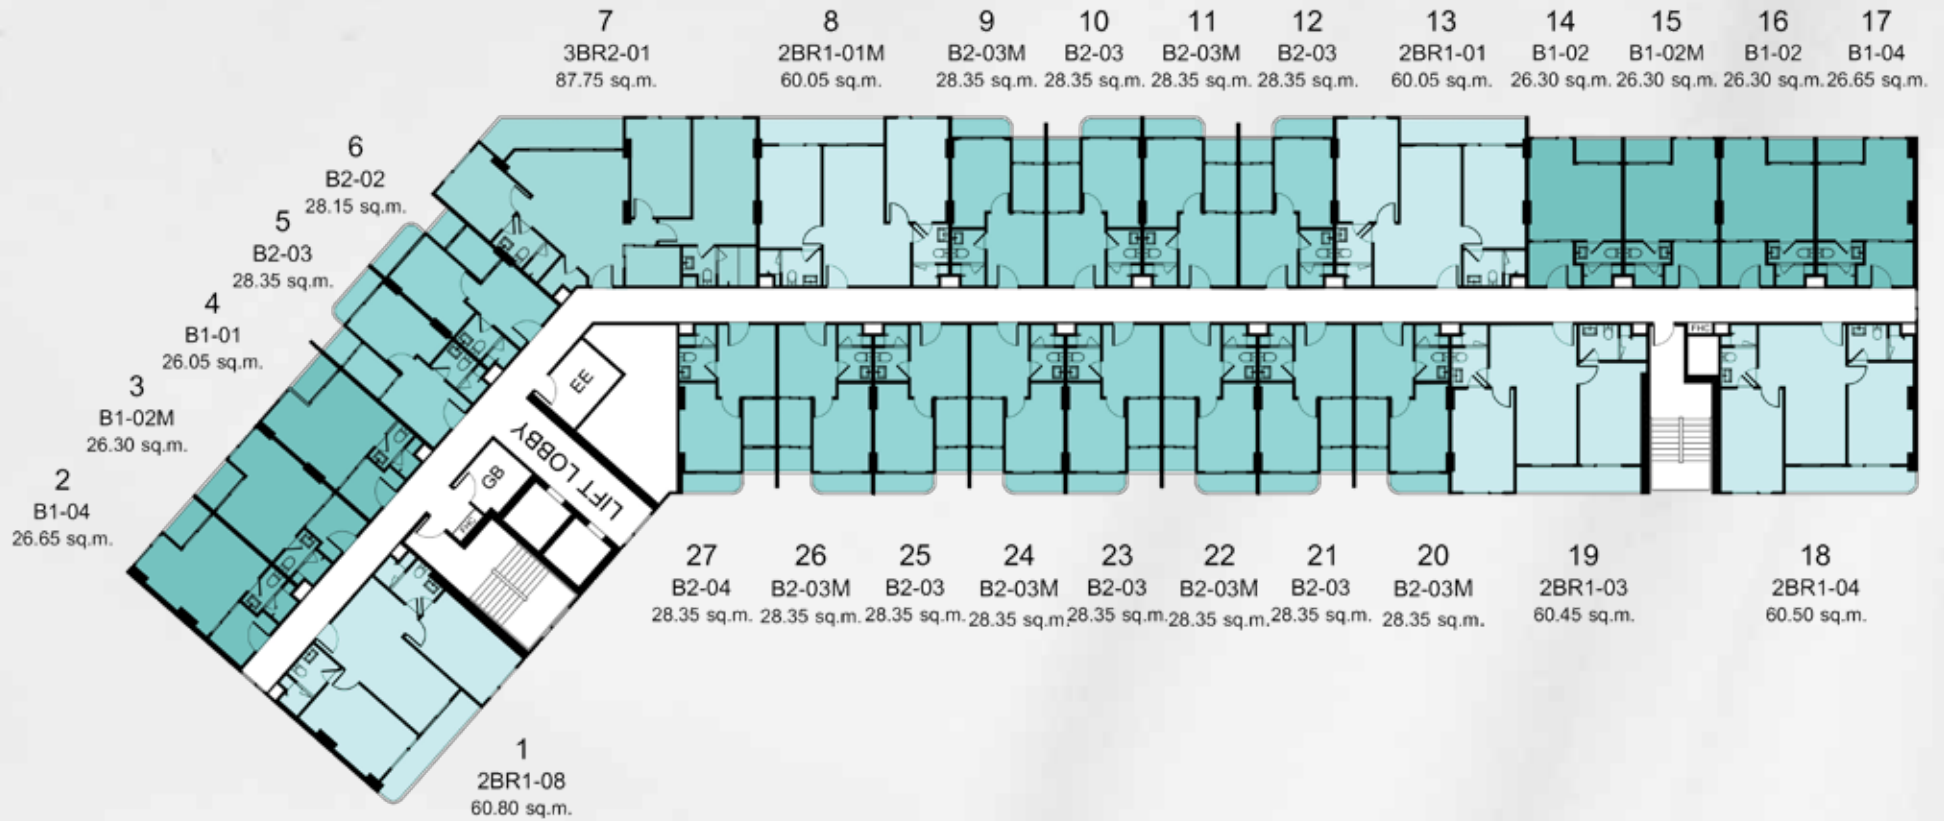 7
3BR2-01
87.75 sq.m.
8
2BR1-01M
60.05 sq.m.
9
B2-03M
28.35 sq.m.
10
B2-03
28.35 sq.m.
11
B2-03M
28.35 sq.m.
12
B2-03
28.35 sq.m.
13
2BR1-01
60.05 sq.m.
14
B1-02
26.30 sq.m.
15
B1-02M
26.30 sq.m.
16
B1-02
26.30 sq.m.
17
B1-04
26.65 sq.m.
6
B2-02
28.15 sq.m.
5
B2-03
28.35 sq.m.
4
B1-01
26.05 sq.m.
3
B1-02M
26.30 sq.m.
2
B1-04
26.65 sq.m.
EE
LIFT LOBBY
GB
FHC
FHC
27
B2-04
28.35 sq.m.
26
B2-03M
28.35 sq.m.
25
B2-03
28.35 sq.m.
24
B2-03M
28.35 sq.m.
23
B2-03
28.35 sq.m.
22
B2-03M
28.35 sq.m.
21
B2-03
28.35 sq.m.
20
B2-03M
28.35 sq.m.
19
2BR1-03
60.45 sq.m.
18
2BR1-04
60.50 sq.m.
1
2BR1-08
60.80 sq.m.